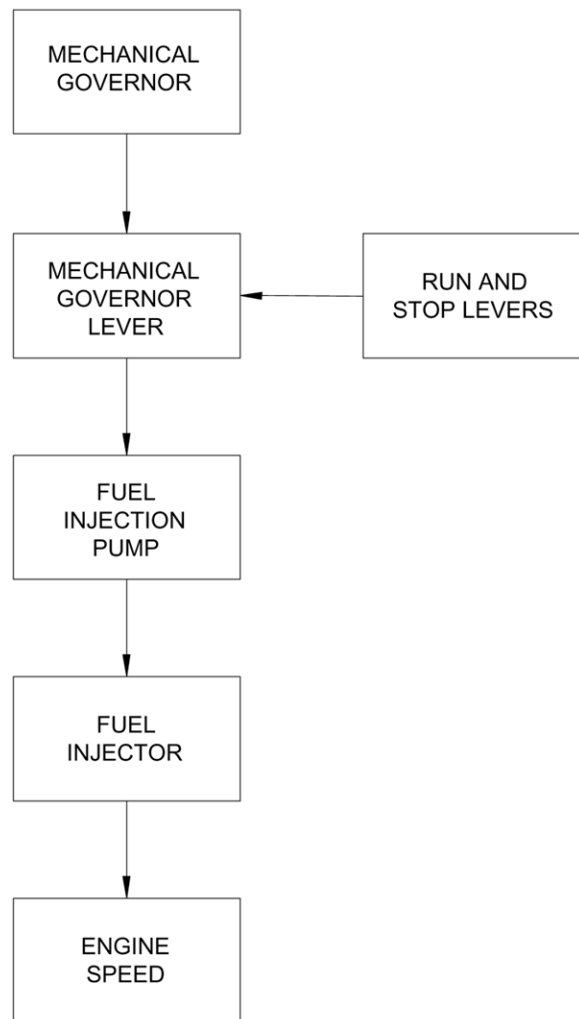 MECHANICAL
GOVERNOR
MECHANICAL
GOVERNOR
LEVER
RUN AND
STOP LEVERS
FUEL
INJECTION
PUMP
FUEL
INJECTOR
ENGINE
SPEED